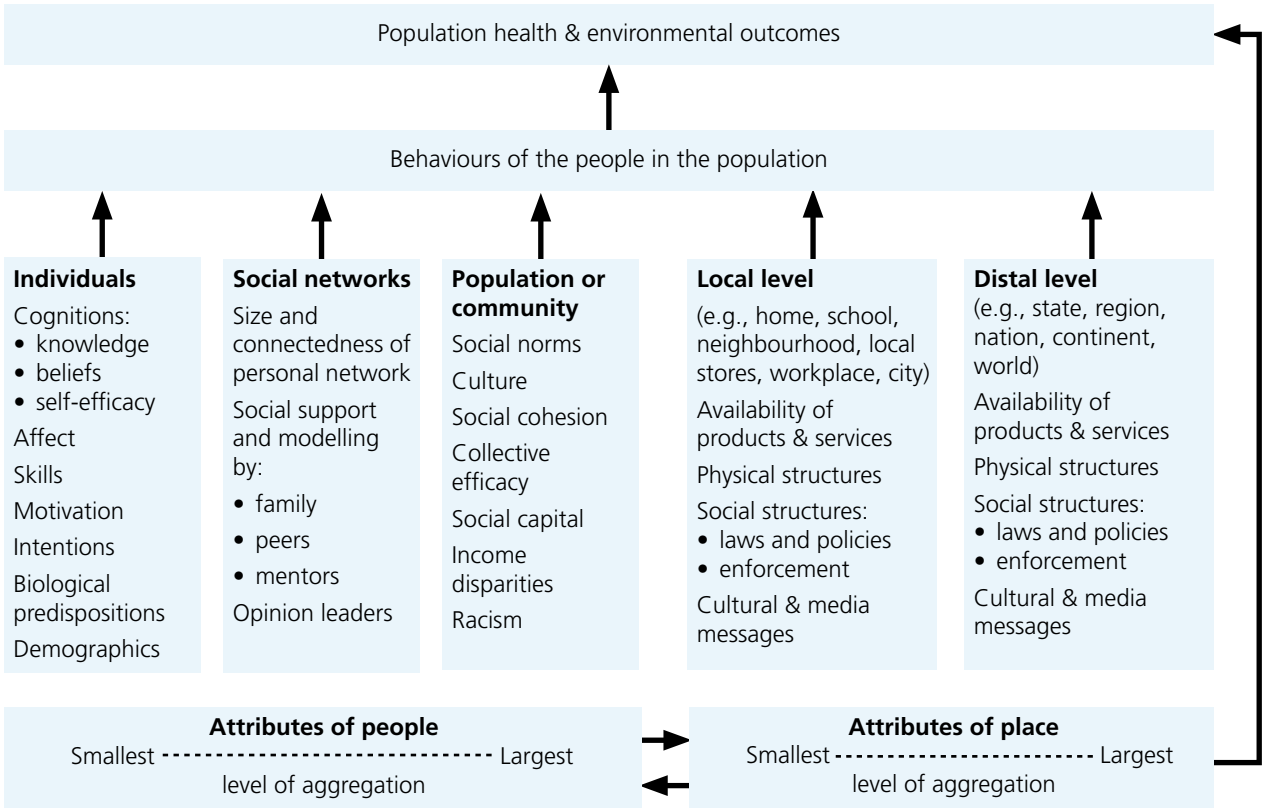 Population health & environmental outcomes
Behaviours of the people in the population
Individuals
Cognitions:
• knowledge
• beliefs
• self-efficacy
Affect
Skills
Motivation
Intentions
Biological
predispositions
Demographics
Social networks
Size and
connectedness of
personal network
Social support
and modelling
by:
• family
• peers
• mentors
Opinion leaders
Population or
community
Social norms
Culture
Social cohesion
Collective
efficacy
Social capital
Income
disparities
Racism
Local level
(e.g., home, school,
neighbourhood, local
stores, workplace, city)
Availability of
products & services
Physical structures
Social structures:
• laws and policies
• enforcement
Cultural & media
messages
Distal level
(e.g., state, region,
nation, continent,
world)
Availability of
products & services
Physical structures
Social structures:
• laws and policies
• enforcement
Cultural & media
messages
Attributes of people
Smallest Largest
level of aggregation
Attributes of place
Smallest Largest
level of aggregation